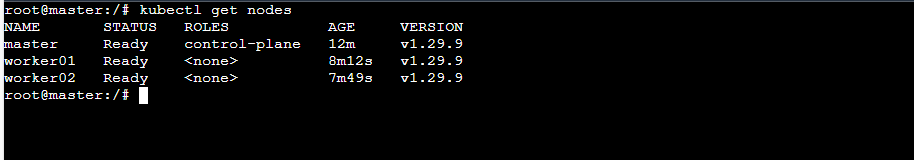 root@master:/# kubectl get nodes
NAME       STATUS   ROLES           AGE     VERSION
master     Ready    control-plane   12m     v1.29.9
worker01   Ready    <none>          8m12s   v1.29.9
worker02   Ready    <none>          7m49s   v1.29.9
root@master:/#